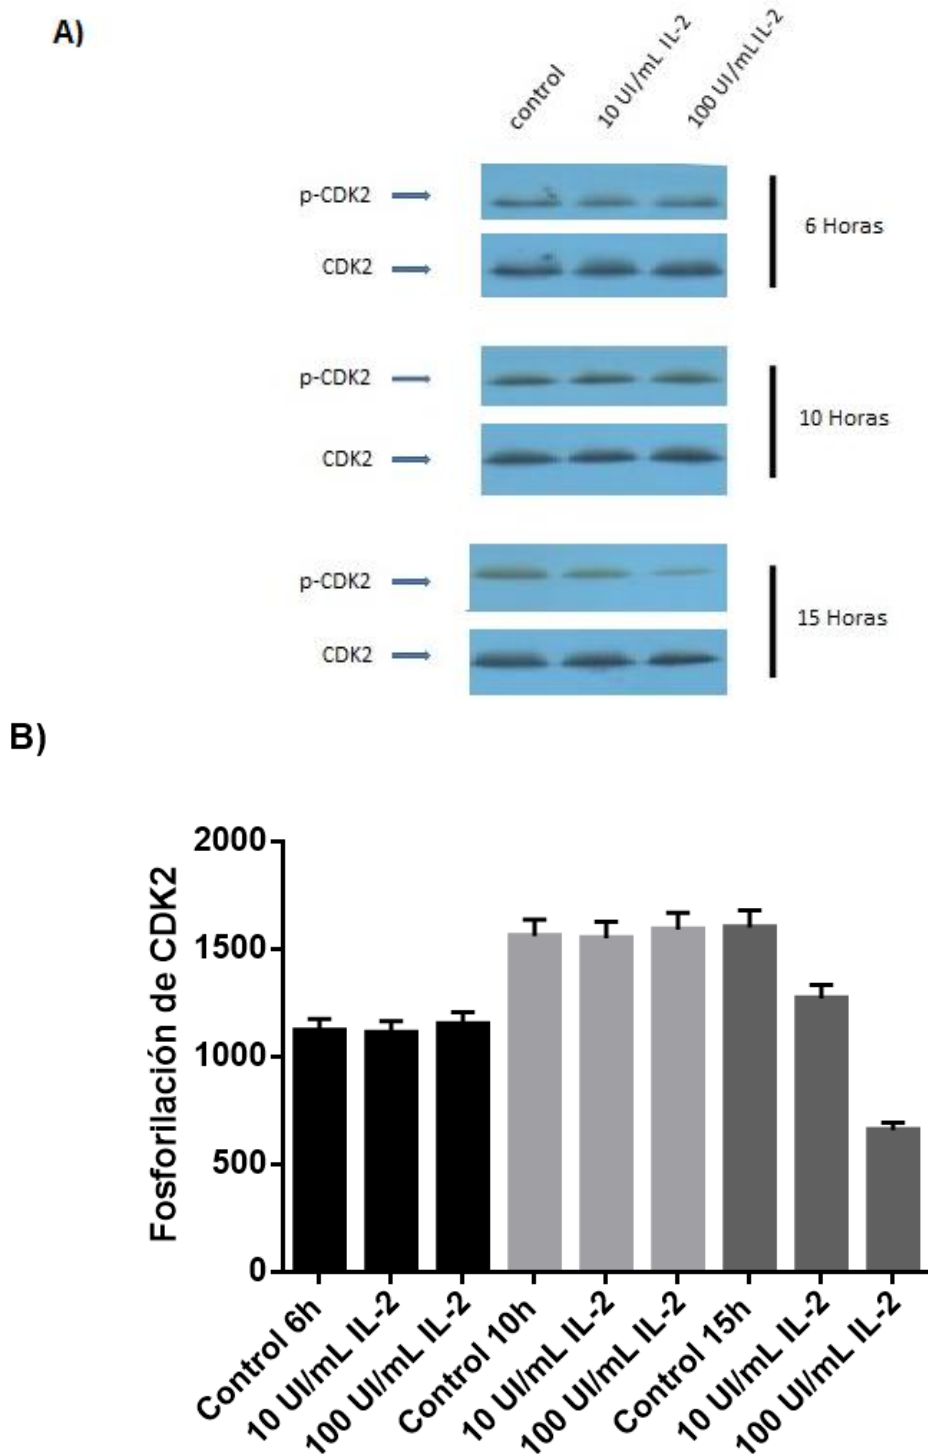 A)
control
10 UI/mL IL-2
100 UI/mL IL-2
p-CDK2
CDK2
6 Horas
p-CDK2
CDK2
10 Horas
p-CDK2
CDK2
15 Horas
B)
Fosforilación de CDK2
2000
1500
1000
500
0
Control 6h
10 UI/mL IL-2
100 UI/mL IL-2
Control 10h
10 UI/mL IL-2
100 UI/mL IL-2
Control 15h
10 UI/mL IL-2
100 UI/mL IL-2